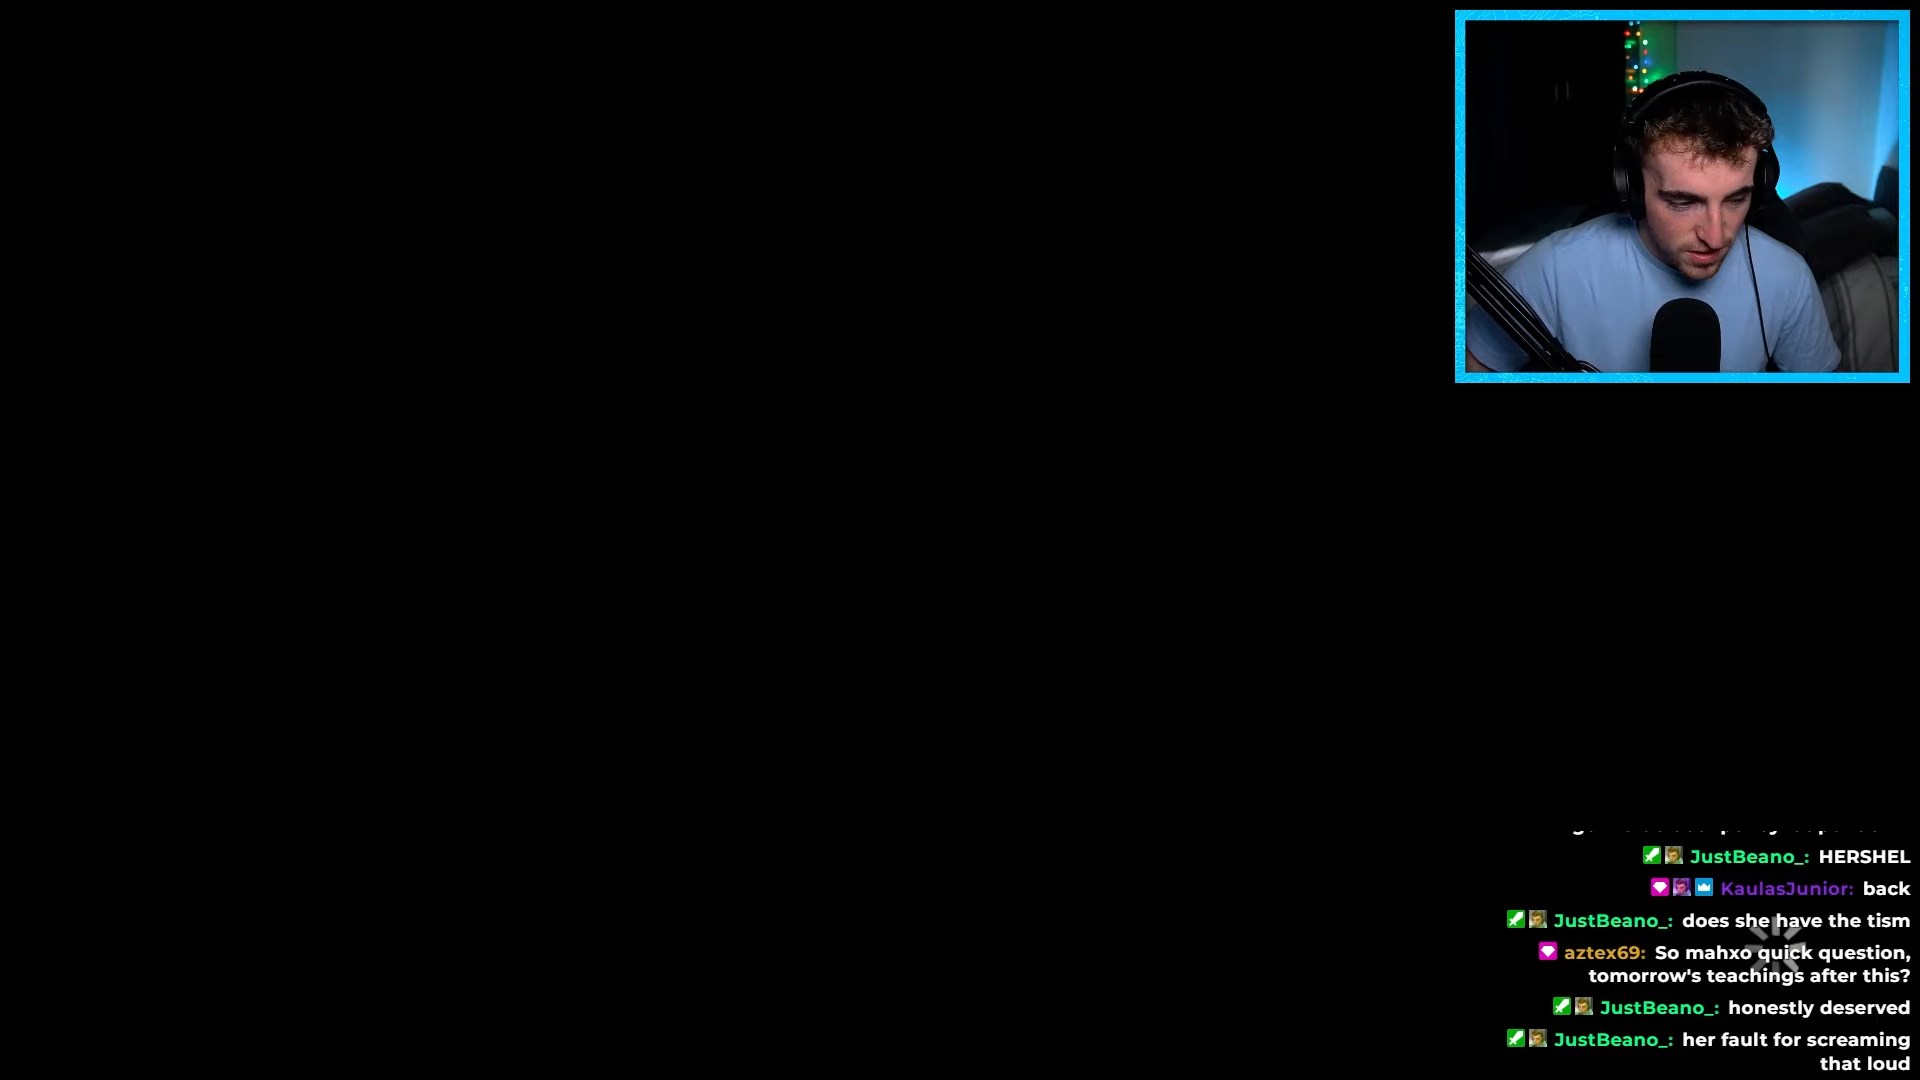 JustBeano_: HERSHEL
KaulasJunior: back
JustBeano_: does she have the tism
aztex69: So mahxo quick question,
tomorrow's teachings after this?
JustBeano_: honestly deserved
JustBeano_: her fault for screaming
that loud